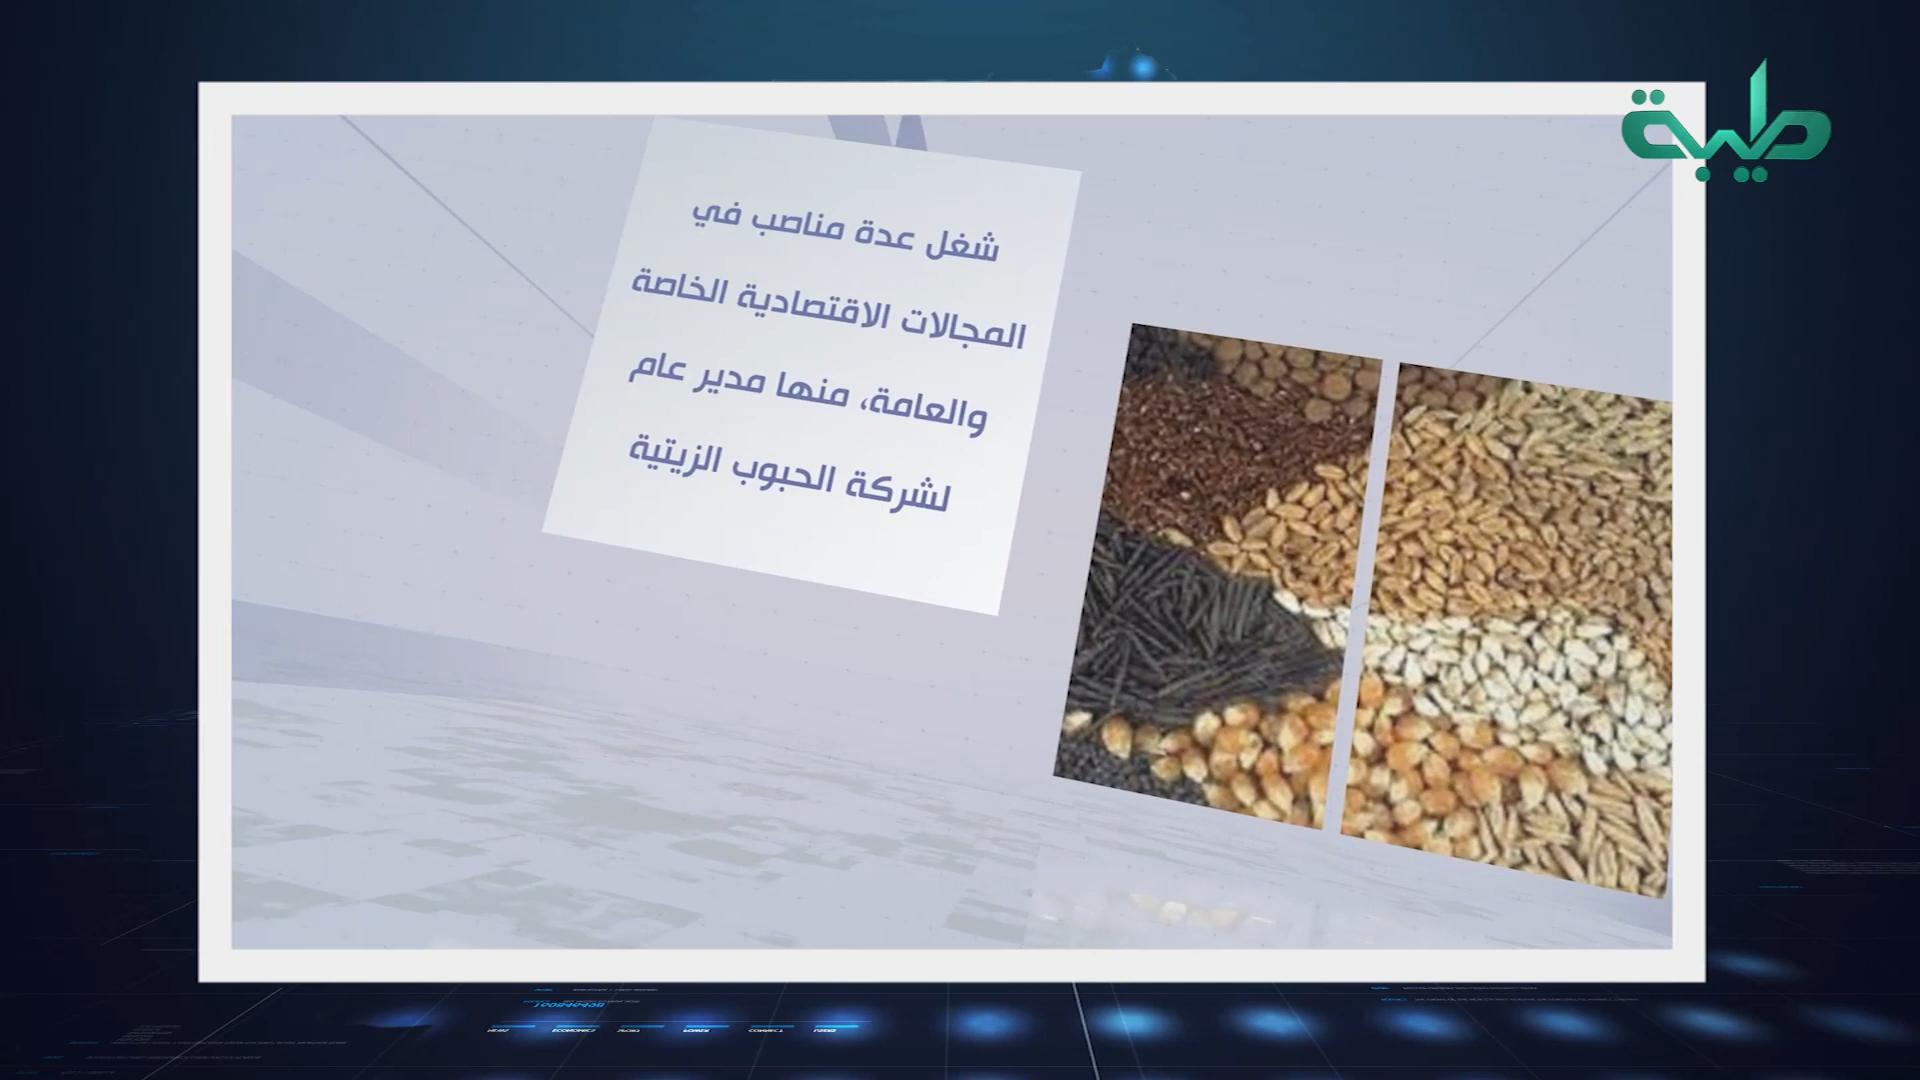 طيبة
شغل عدة مناصب في
المجالات الاقتصادية الخاصة
والعامة، منها مدير عام
لشركة الحبوب الزيتية